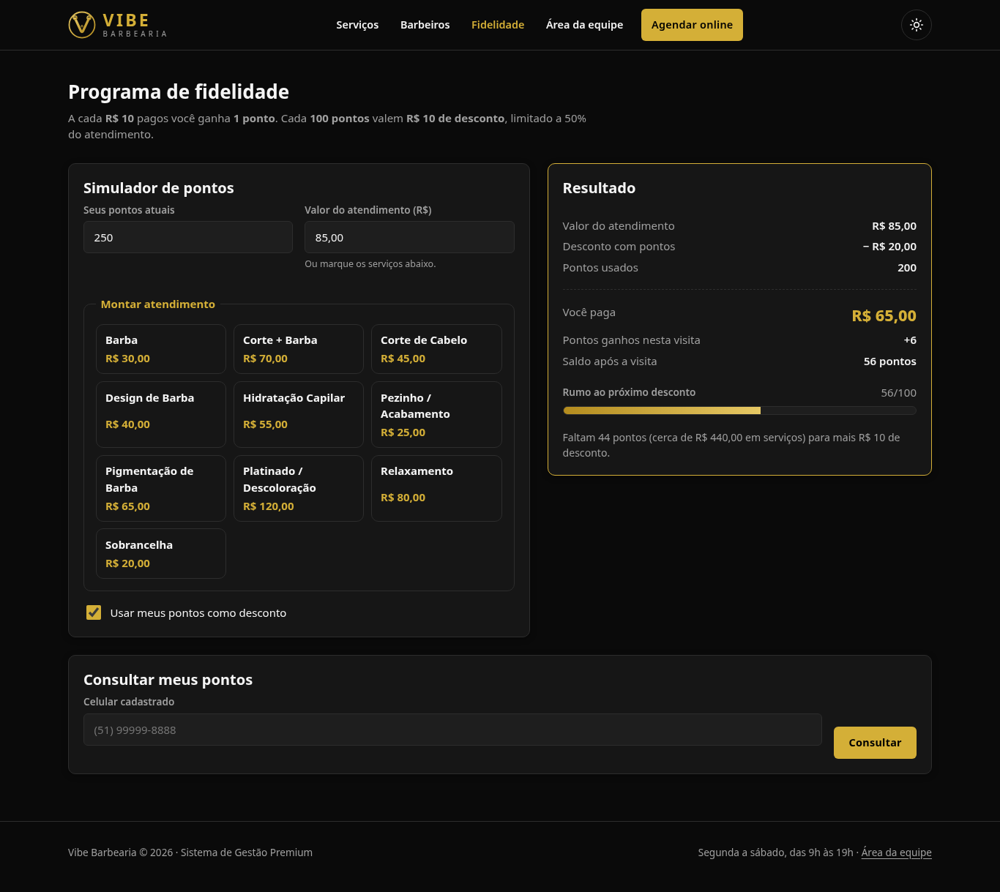 VIBE
BARBEARIA
Serviços
Barbeiros
Fidelidade
Área da equipe
Agendar online
Programa de fidelidade
A cada R$ 10 pagos você ganha 1 ponto. Cada 100 pontos valem R$ 10 de desconto, limitado a 50%
do atendimento.
Simulador de pontos
Seus pontos atuais
250
Valor do atendimento (R$)
85,00
Ou marque os serviços abaixo.
Montar atendimento
Barba
R$ 30,00
Corte + Barba
R$ 70,00
Corte de Cabelo
R$ 45,00
Design de Barba
R$ 40,00
Hidratação Capilar
R$ 55,00
Pezinho /
Acabamento
R$ 25,00
Pigmentação de
Barba
R$ 65,00
Platinado /
Descoloração
R$ 120,00
Relaxamento
R$ 80,00
Sobrancelha
R$ 20,00
Usar meus pontos como desconto
Resultado
Valor do atendimento R$ 85,00
Desconto com pontos − R$ 20,00
Pontos usados 200
Você paga R$ 65,00
Pontos ganhos nesta visita +6
Saldo após a visita 56 pontos
Rumo ao próximo desconto 56/100
Faltam 44 pontos (cerca de R$ 440,00 em serviços) para mais R$ 10 de
desconto.
Consultar meus pontos
Celular cadastrado
(51) 99999-8888
Consultar
Vibe Barbearia © 2026 · Sistema de Gestão Premium
Segunda a sábado, das 9h às 19h · Área da equipe